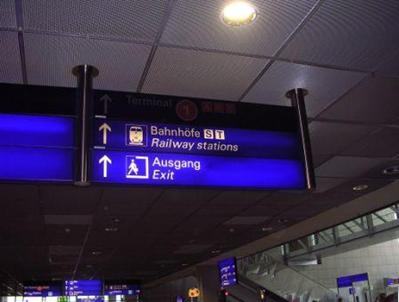 Terminal 1
Bahnhöfe S T
Railway stations
Ausgang
Exit